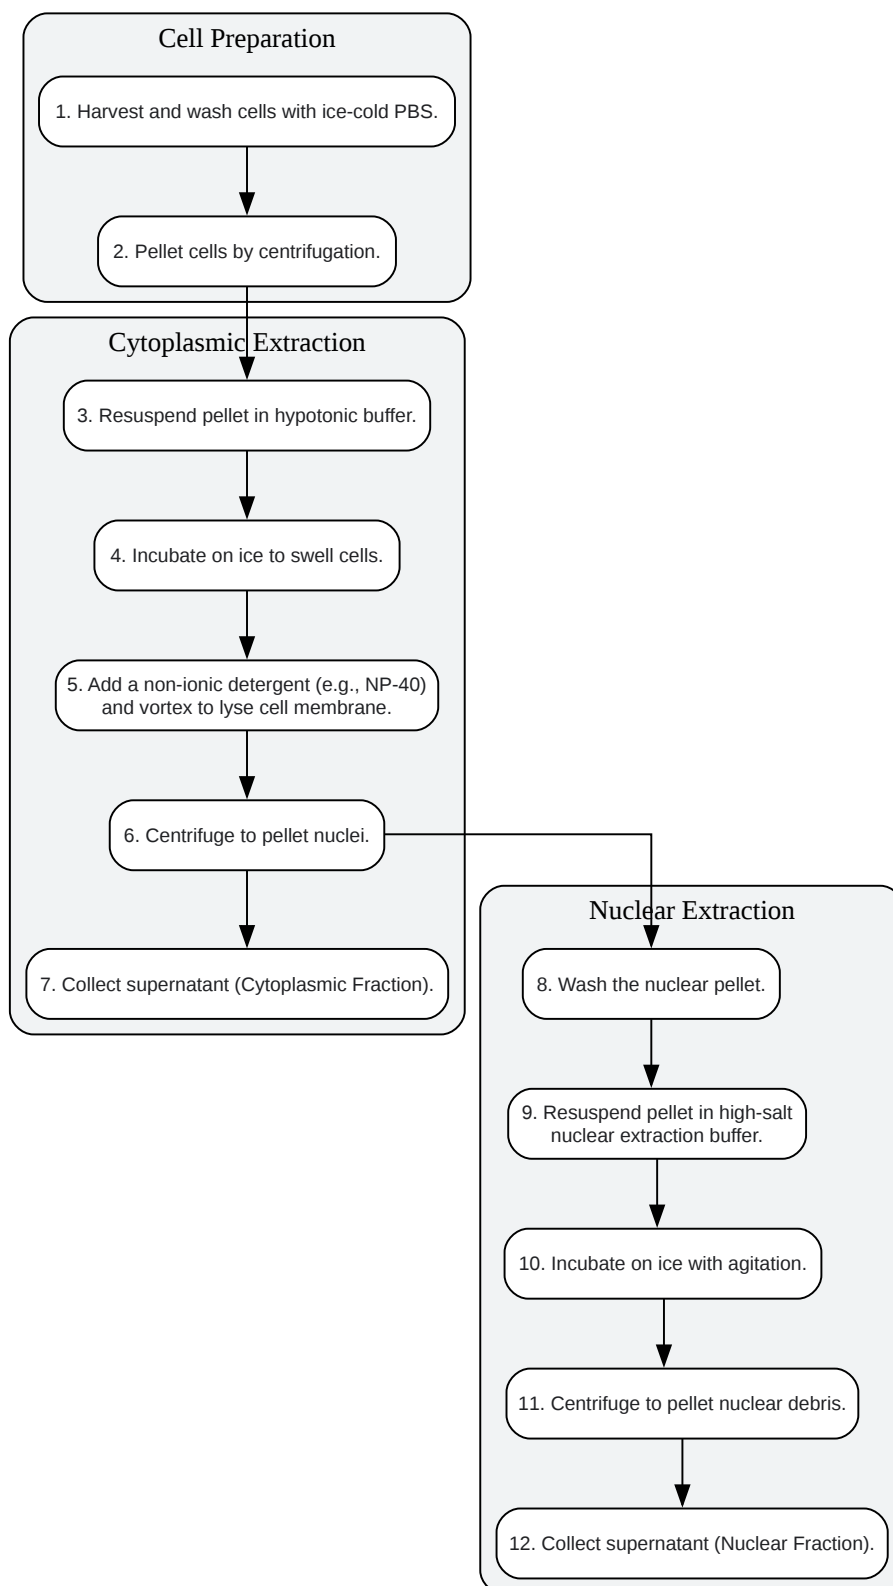 Cell Preparation
1. Harvest and wash cells with ice-cold PBS.
2. Pellet cells by centrifugation.
Cytoplasmic Extraction
3. Resuspend pellet in hypotonic buffer.
4. Incubate on ice to swell cells.
5. Add a non-ionic detergent (e.g., NP-40)
and vortex to lyse cell membrane.
6. Centrifuge to pellet nuclei.
7. Collect supernatant (Cytoplasmic Fraction).
Nuclear Extraction
8. Wash the nuclear pellet.
9. Resuspend pellet in high-salt
nuclear extraction buffer.
10. Incubate on ice with agitation.
11. Centrifuge to pellet nuclear debris.
12. Collect supernatant (Nuclear Fraction).